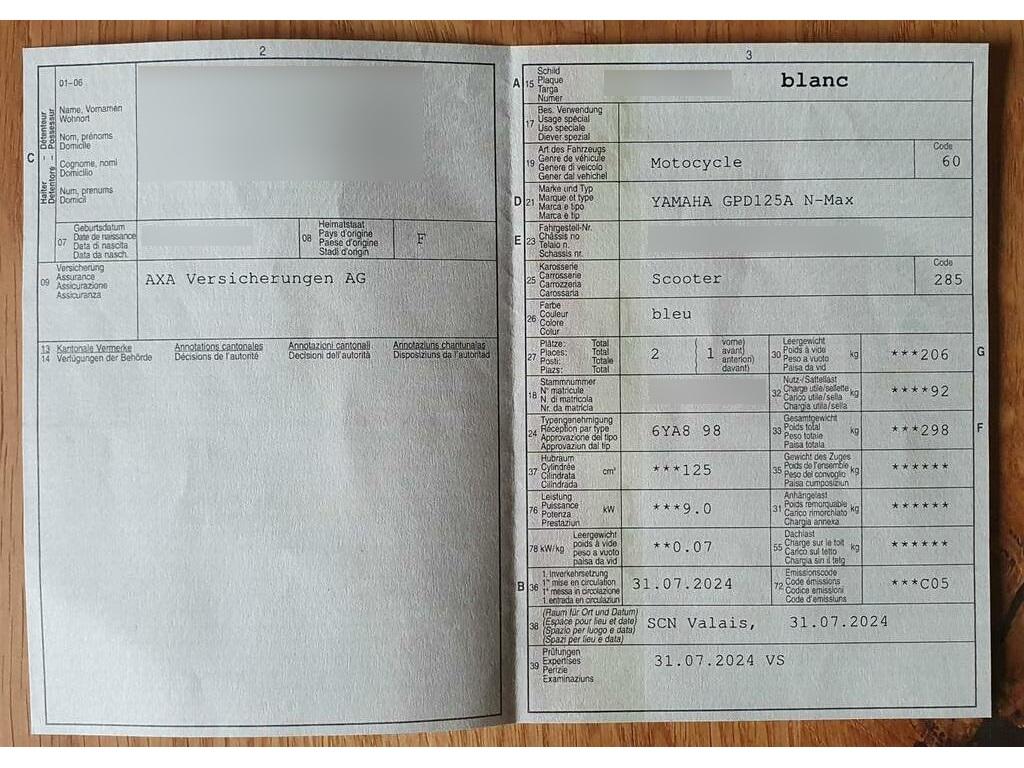 2
01-06
Halter – Détenteur
Detentore – Possessur
C
Name, Vornamen
Wohnort
Nom, prénoms
Domicile
Cognome, nomi
Domicilio
Num, prenums
Domicil
07
Geburtsdatum
Date de naissance
Data di nascita
Data da nasch.
08
Heimatstaat
Pays d'origine
Paese d'origine
Stadi d'origin
F
09
Versicherung
Assurance
Assicurazione
Assicuranza
AXA Versicherungen AG
13 Kantonale Vermerke Annotations cantonales Annotazioni cantonali Annotaziuns chantunalas
14 Verfügungen der Behörde Décisions de l'autorité Decisioni dell'autorità Disposiziuns da l'autoritad
3
A 15
Schild
Plaque
Targa
Numer
blanc
17
Bes. Verwendung
Usage spécial
Uso speciale
Diever spezial
19
Art des Fahrzeugs
Genre de véhicule
Genere di veicolo
Gener dal vehichel
Motocycle
Code
60
D 21
Marke und Typ
Marque et type
Marca e tipo
Marca e tip
YAMAHA GPD125A N-Max
E 23
Fahrgestell-Nr.
Châssis no
Telaio n.
Schassis nr.
25
Karosserie
Carrosserie
Carrozzeria
Carossaria
Scooter
Code
285
26
Farbe
Couleur
Colore
Colur
bleu
27
Plätze: Total
Places: Total
Posti: Totale
Plazs: Total
2
1
vorne)
avant)
anterion)
davant)
30
Leergewicht
Poids à vide
Peso a vuoto
Paisa da vid
kg
***206
G
18
Stammnummer
N° matricule
N. di matricola
Nr. da matricla
32
Nutz-/Sattellast
Charge utile/sellette
Carico utile/sella
Chargia utila/sella
kg
****92
24
Typengenehmigung
Réception par type
Approvazione del tipo
Approvaziun dal tip
6YA8 98
33
Gesamtgewicht
Poids total
Peso totale
Paisa totala
kg
***298
F
37
Hubraum
Cylindrée
Cilindrata
Cilindrada
cm³
***125
35
Gewicht des Zuges
Poids de l'ensemble
Peso del convoglio
Paisa cumposiziun
kg
******
76
Leistung
Puissance
Potenza
Prestaziun
kW
***9.0
31
Anhängelast
Poids remorquable
Carico rimorchiato
Chargia annexa
kg
******
78 kW/kg
Leergewicht
poids à vide
peso a vuoto
paisa da vid
**0.07
55
Dachlast
Charge sur le toit
Carico sul tetto
Chargia sin il tetg
kg
******
B 36
1. Inverkehrsetzung
1re mise en circulation
1a messa in circolazione
1. entrada en circulaziun
31.07.2024
72
Emissionscode
Code émissions
Codice emissioni
Code d'emissiuns
***C05
38
(Raum für Ort und Datum)
(Espace pour lieu et date)
(Spazio per luogo e data)
(Spazi per lieu e data)
SCN Valais, 31.07.2024
39
Prüfungen
Expertises
Perizie
Examinaziuns
31.07.2024 VS